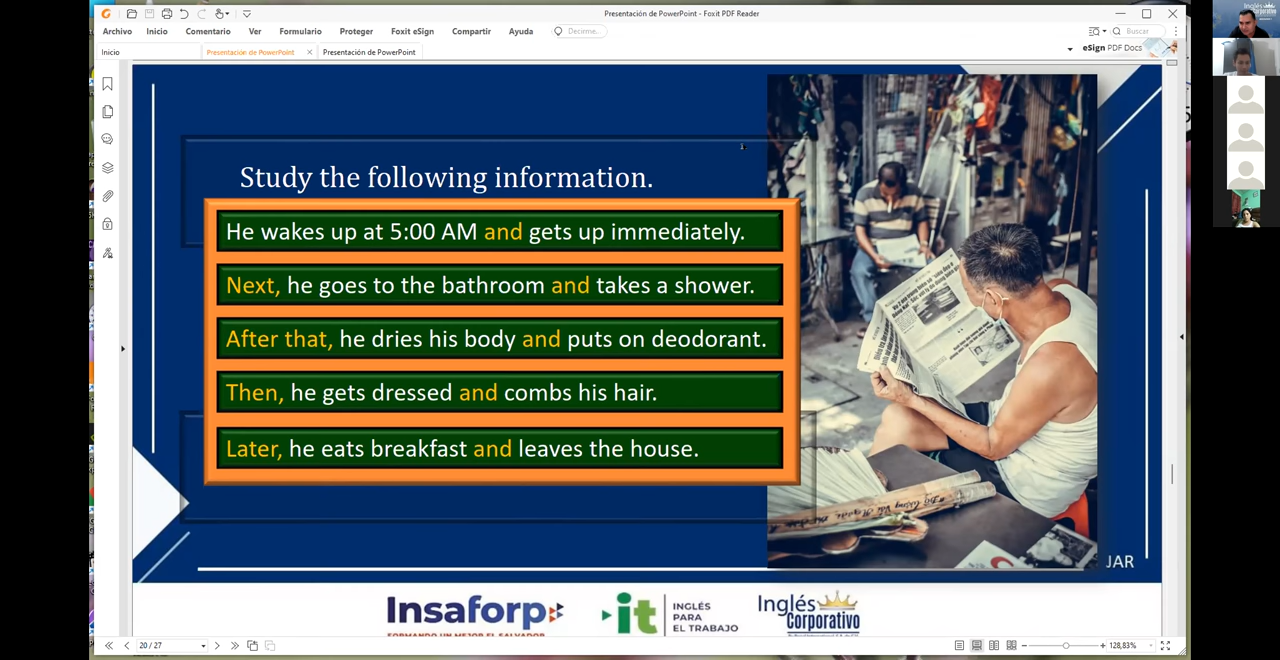 Presentación de PowerPoint - Foxit PDF Reader
Archivo Inicio Comentario Ver Formulario Proteger Foxit eSign Compartir Ayuda Decirme... Buscar
Inicio Presentación de PowerPoint Presentación de PowerPoint eSign PDF Docs
Inglés
Corporativo
Study the following information.
He wakes up at 5:00 AM and gets up immediately.
Next, he goes to the bathroom and takes a shower.
After that, he dries his body and puts on deodorant.
Then, he gets dressed and combs his hair.
Later, he eats breakfast and leaves the house.
JAR
Insaforp
FORMANDO UN MEJOR EL SALVADOR
it
INGLÉS
PARA
EL TRABAJO
Inglés
Corporativo
20 / 27
128,83%